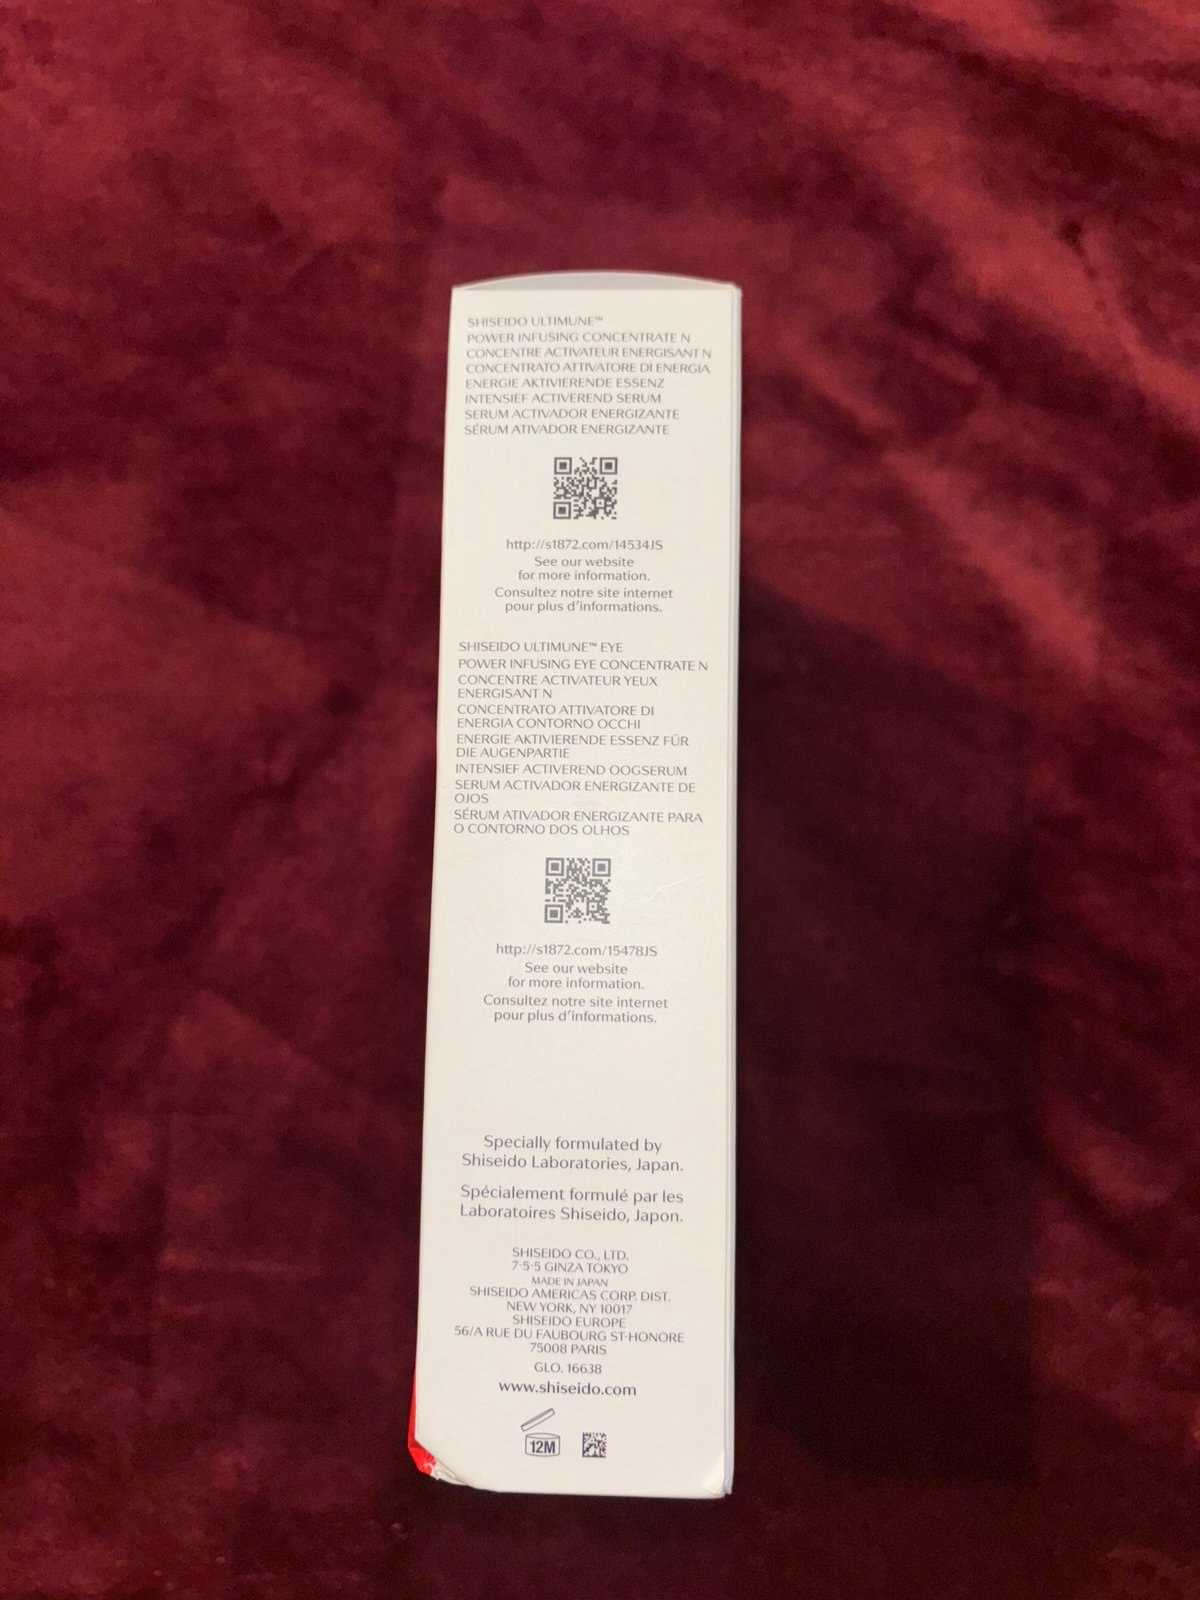 SHISEIDO ULTIMUNE™
POWER INFUSING CONCENTRATE N
CONCENTRE ACTIVATEUR ENERGISANT N
CONCENTRATO ATTIVATORE DI ENERGIA
ENERGIE AKTIVIERENDE ESSENZ
INTENSIEF ACTIVEREND SERUM
SERUM ACTIVADOR ENERGIZANTE
SÉRUM ATIVADOR ENERGIZANTE
http://s1872.com/14534JS
See our website
for more information.
Consultez notre site internet
pour plus d'informations.
SHISEIDO ULTIMUNE™ EYE
POWER INFUSING EYE CONCENTRATE N
CONCENTRE ACTIVATEUR YEUX
ENERGISANT N
CONCENTRATO ATTIVATORE DI
ENERGIA CONTORNO OCCHI
ENERGIE AKTIVIERENDE ESSENZ FÜR
DIE AUGENPARTIE
INTENSIEF ACTIVEREND OOGSERUM
SERUM ACTIVADOR ENERGIZANTE DE
OJOS
SÉRUM ATIVADOR ENERGIZANTE PARA
O CONTORNO DOS OLHOS
http://s1872.com/15478JS
See our website
for more information.
Consultez notre site internet
pour plus d'informations.
Specially formulated by
Shiseido Laboratories, Japan.
Spécialement formulé par les
Laboratoires Shiseido, Japon.
SHISEIDO CO., LTD.
7-5-5 GINZA TOKYO
MADE IN JAPAN
SHISEIDO AMERICAS CORP. DIST.
NEW YORK, NY 10017
SHISEIDO EUROPE
56/A RUE DU FAUBOURG ST-HONORE
75008 PARIS
GLO. 16638
www.shiseido.com
12M